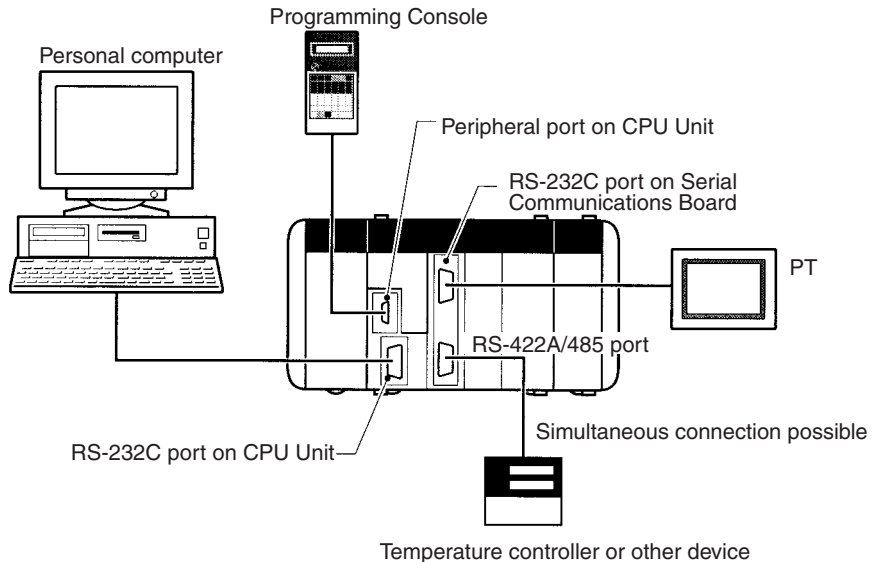 Programming Console
Personal computer
Peripheral port on CPU Unit
RS-232C port on Serial
Communications Board
PT
RS-422A/485 port
Simultaneous connection possible
RS-232C port on CPU Unit
Temperature controller or other device